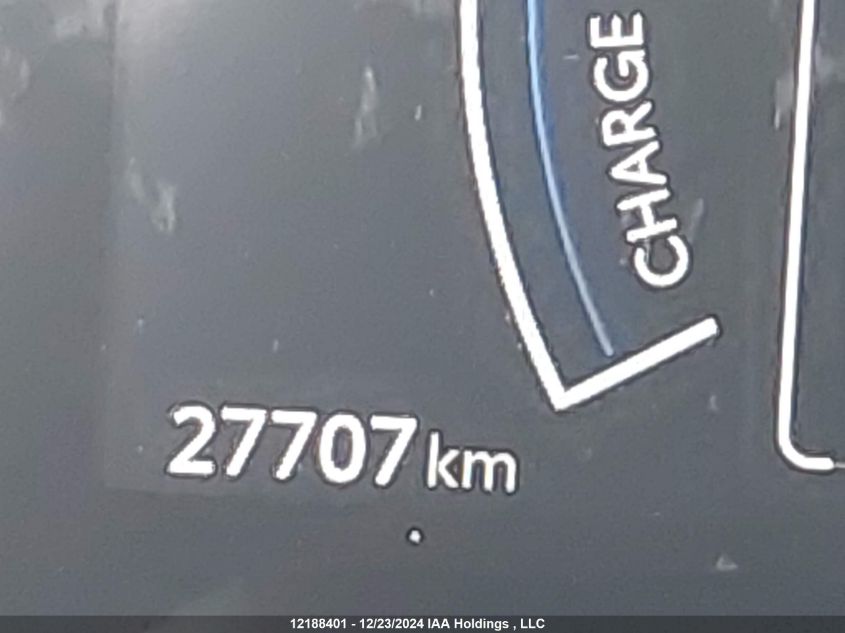 CHARGE
27707 km
12188401 - 12/23/2024 IAA Holdings , LLC